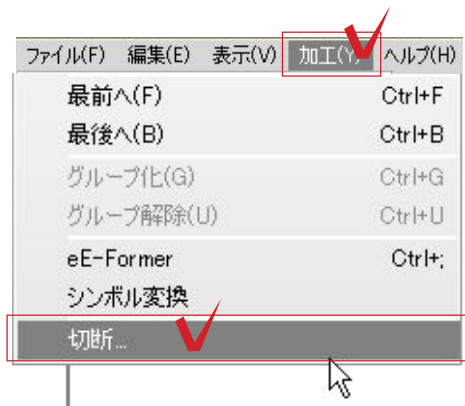 ファイル(F) 編集(E) 表示(V) 加工(Y) ヘルプ(H)
最前へ(F) Ctrl+F
最後へ(B) Ctrl+B
グループ化(G) Ctrl+G
グループ解除(U) Ctrl+U
eE-Former Ctrl+;
シンボル変換
切断...